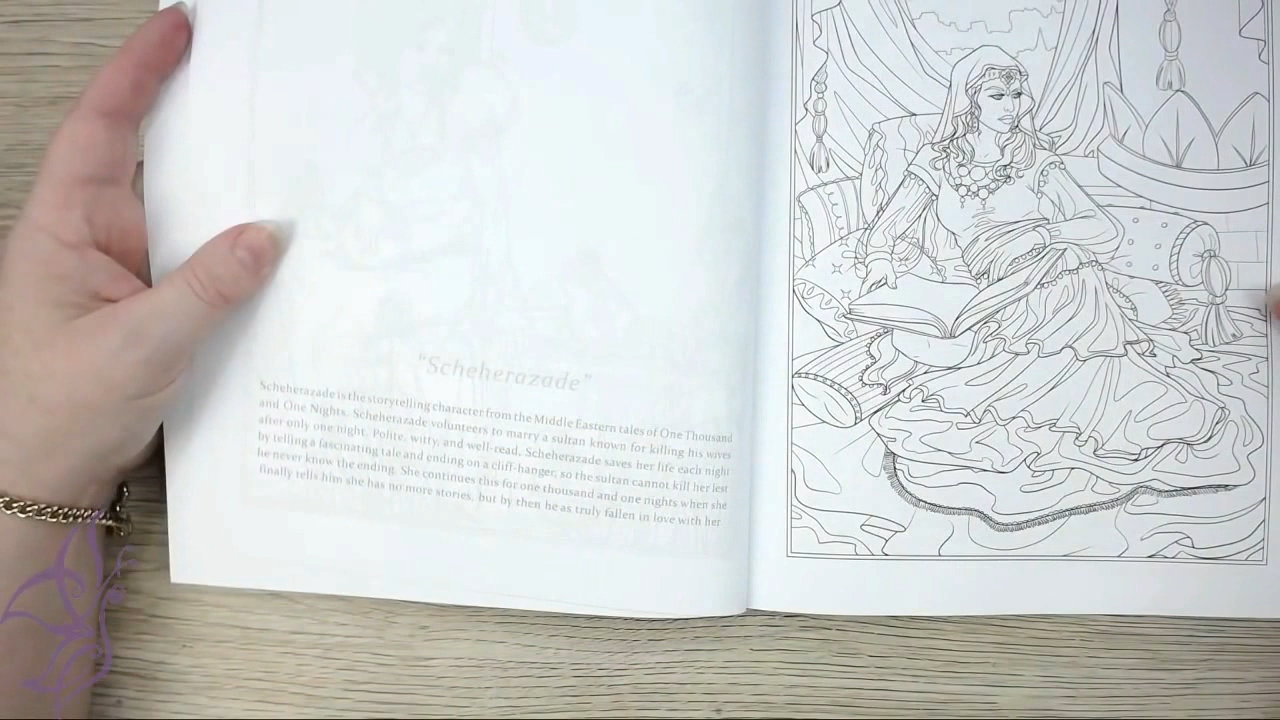 "Scheherazade"
Scheherazade is the storytelling character from the Middle Eastern tales of One Thousand
and One Nights. Scheherazade volunteers to marry a sultan known for killing his wives
after only one night. Polite, witty, and well-read, Scheherazade saves her life each night
by telling a fascinating tale and ending on a cliff-hanger, so the sultan cannot kill her lest
he never know the ending. She continues this for one thousand and one nights when she
finally tells him she has no more stories, but by then he as truly fallen in love with her